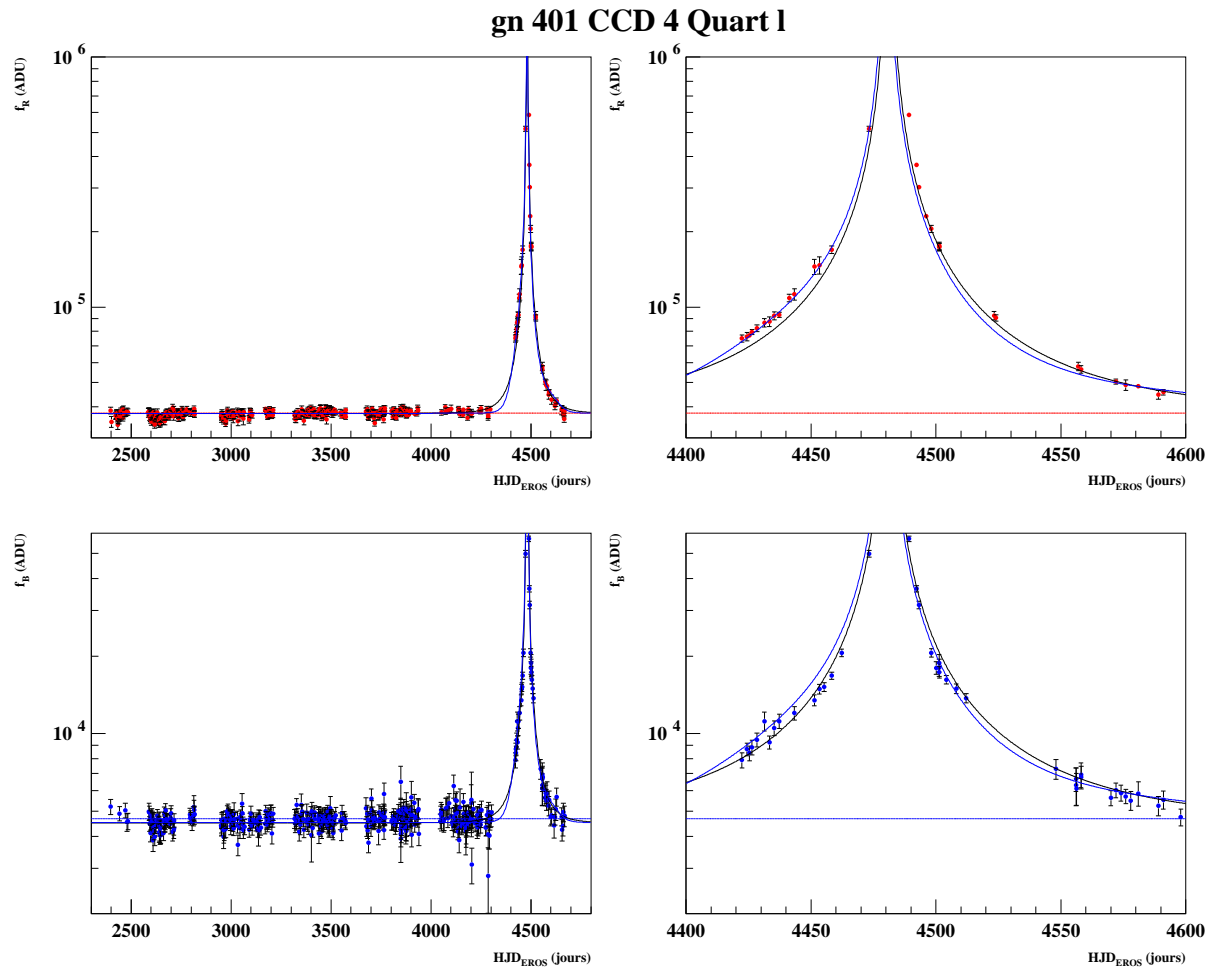 gn 401 CCD 4 Quart l
f_R (ADU)
10^6
10^5
2500 3000 3500 4000 4500
HJD_EROS (jours)
f_R (ADU)
10^6
10^5
4400 4450 4500 4550 4600
HJD_EROS (jours)
f_B (ADU)
10^4
2500 3000 3500 4000 4500
HJD_EROS (jours)
f_B (ADU)
10^4
4400 4450 4500 4550 4600
HJD_EROS (jours)